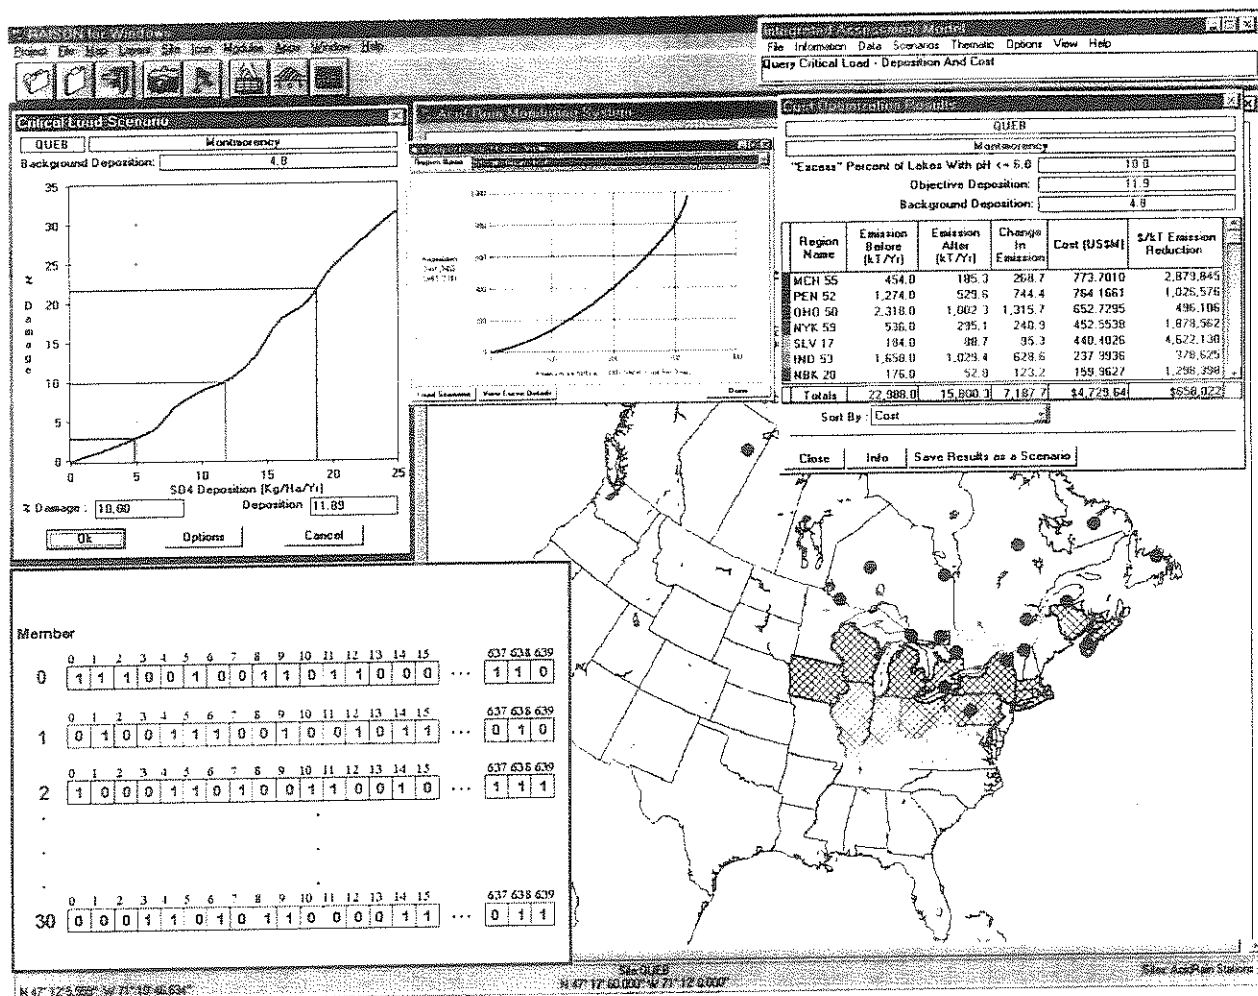 RAISON for Windows
Project File Map Layers Site Icon Modules Apps Window Help
Integrated Assessment Model
File Information Data Scenarios Thematic Options View Help
Query Critical Load - Deposition And Cost
Critical Load Scenario
QUEB Montmorency
Background Deposition: 4.8
35
30
25
20
15
10
5
0
% Damage
0 5 10 15 20 25
SO4 Deposition (Kg/Ha/Yr)
% Damage : 10.00 Deposition 11.89
Ok Options Cancel
Acid Rain Monitoring System
Region Name
Load Scenario View Curve Details Done
Cost Optimization Results
QUEB
Montmorency
"Excess" Percent of Lakes With pH <= 6.0 10.0
Objective Deposition: 11.9
Background Deposition: 4.8
Region Name Emission Before (kT/Yr) Emission After (kT/Yr) Change In Emission Cost (US$M) $/kT Emission Reduction
MCH 55 454.0 185.3 268.7 773.7010 2,879,845
PEN 52 1,274.0 529.6 744.4 764.1661 1,026,576
OHO 50 2,318.0 1,002.3 1,315.7 652.7295 496,106
NYK 59 536.0 295.1 240.9 452.5538 1,878,562
SLV 17 184.0 88.7 95.3 440.4026 4,622,130
IND 53 1,658.0 1,029.4 628.6 237.9936 378,625
NBK 20 176.0 52.8 123.2 159.9627 1,298,398
Totals 22,988.0 15,800.3 7,187.7 $4,729.64 $658,022
Sort By : Cost
Close Info Save Results as a Scenario
Member
0 1 2 3 4 5 6 7 8 9 10 11 12 13 14 15 637 638 639
0 1 1 1 0 0 1 0 0 1 1 0 1 1 0 0 0 ... 1 1 0
0 1 2 3 4 5 6 7 8 9 10 11 12 13 14 15 637 638 639
1 0 1 0 0 1 1 1 0 0 1 0 0 1 0 1 1 ... 0 1 0
0 1 2 3 4 5 6 7 8 9 10 11 12 13 14 15 637 638 639
2 1 0 0 0 1 1 0 1 0 0 1 1 0 0 1 0 ... 1 1 1
0 1 2 3 4 5 6 7 8 9 10 11 12 13 14 15 637 638 639
30 0 0 0 1 1 0 1 0 1 1 0 0 0 0 1 1 ... 0 1 1
Site QUEB
N 47° 12' 60.000" W 71° 12' 0.000"
Sites: AcidRain Stations